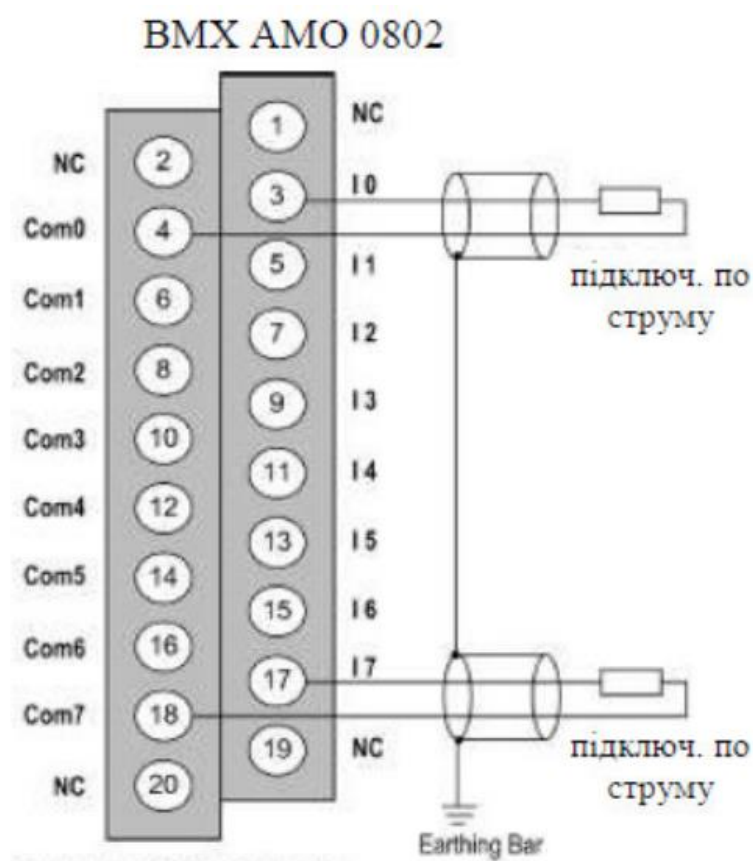 BMX AMO 0802
1 NC
NC 2
3 I0
Com0 4
5 I1
підключ. по
струму
Com1 6
7 I2
Com2 8
9 I3
Com3 10
11 I4
Com4 12
13 I5
Com5 14
15 I6
Com6 16
17 I7
Com7 18
19 NC
підключ. по
струму
NC 20
Earthing Bar